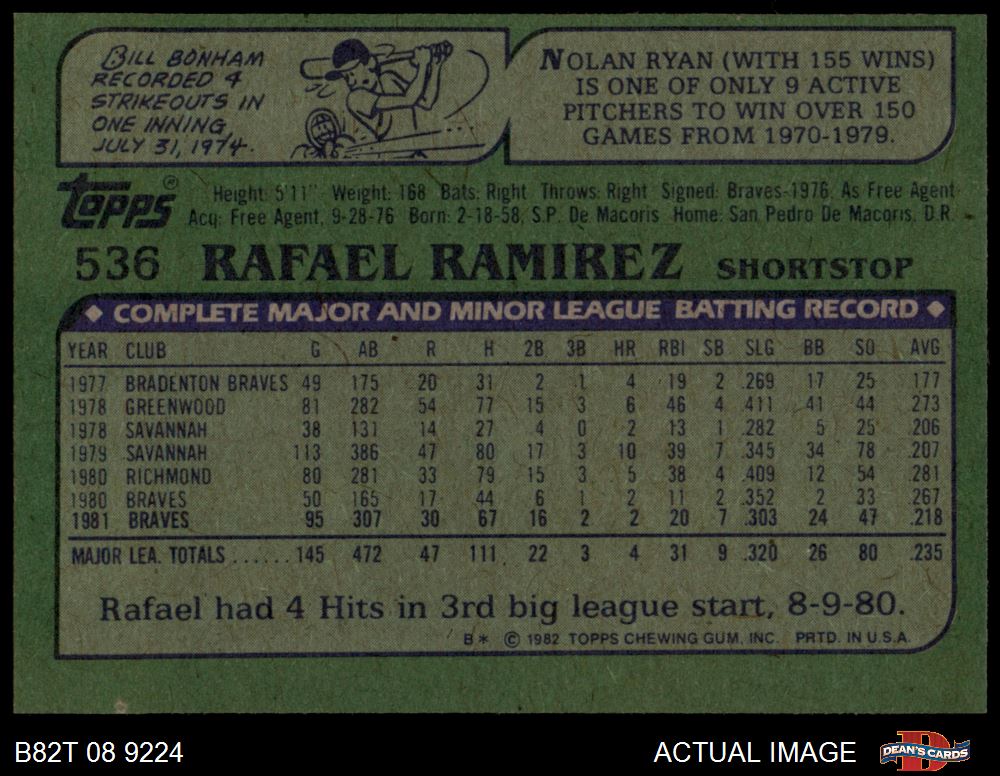 BILL BONHAM
RECORDED 4
STRIKEOUTS IN
ONE INNING,
JULY 31, 1974.
NOLAN RYAN (WITH 155 WINS)
IS ONE OF ONLY 9 ACTIVE
PITCHERS TO WIN OVER 150
GAMES FROM 1970-1979.
TOPPS®
Height: 5'11" Weight: 168 Bats: Right Throws: Right Signed: Braves-1976 As Free Agent
Acq: Free Agent, 9-28-76 Born: 2-18-58, S.P. De Macoris Home: San Pedro De Macoris, D.R.
536 RAFAEL RAMIREZ SHORTSTOP
◆ COMPLETE MAJOR AND MINOR LEAGUE BATTING RECORD ◆
YEAR CLUB G AB R H 2B 3B HR RBI SB SLG BB SO AVG
1977 BRADENTON BRAVES 49 175 20 31 2 1 4 19 2 .269 17 25 .177
1978 GREENWOOD 81 282 54 77 15 3 6 46 4 .411 41 44 .273
1978 SAVANNAH 38 131 14 27 4 0 2 13 1 .282 5 25 .206
1979 SAVANNAH 113 386 47 80 17 3 10 39 7 .345 34 78 .207
1980 RICHMOND 80 281 33 79 15 3 5 38 4 .409 12 54 .281
1980 BRAVES 50 165 17 44 6 1 2 11 2 .352 2 33 .267
1981 BRAVES 95 307 30 67 16 2 2 20 7 .303 24 47 .218
MAJOR LEA. TOTALS ...... 145 472 47 111 22 3 4 31 9 .320 26 80 .235
Rafael had 4 Hits in 3rd big league start, 8-9-80.
B* © 1982 TOPPS CHEWING GUM, INC. PRTD. IN U.S.A.
B82T 08 9224
ACTUAL IMAGE
D
DEAN'S CARDS